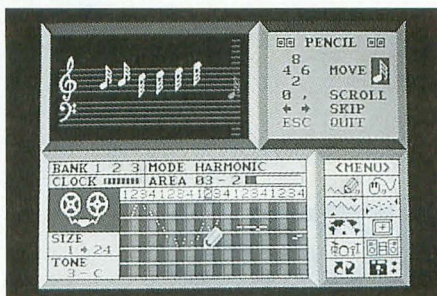 PENCIL
8
4 6 MOVE
2
0 , SCROLL
← → SKIP
ESC QUIT
BANK 1 2 3 MODE HARMONIC
CLOCK AREA 03-2
1234123412341234
SIZE
1 → 24
TONE
3 - C
<MENU>